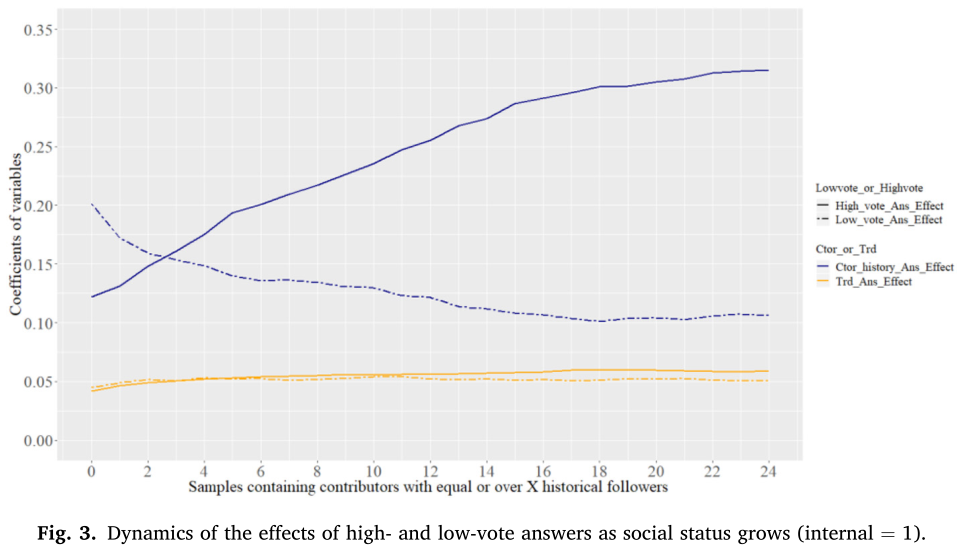 0.35
0.30
0.25
0.20
0.15
0.10
0.05
0.00
Coefficients of variables
0 2 4 6 8 10 12 14 16 18 20 22 24
Samples containing contributors with equal or over X historical followers
Lowvote_or_Highvote
High_vote_Ans_Effect
Low_vote_Ans_Effect
Ctor_or_Trd
Ctor_history_Ans_Effect
Trd_Ans_Effect
Fig. 3. Dynamics of the effects of high- and low-vote answers as social status grows (internal = 1).